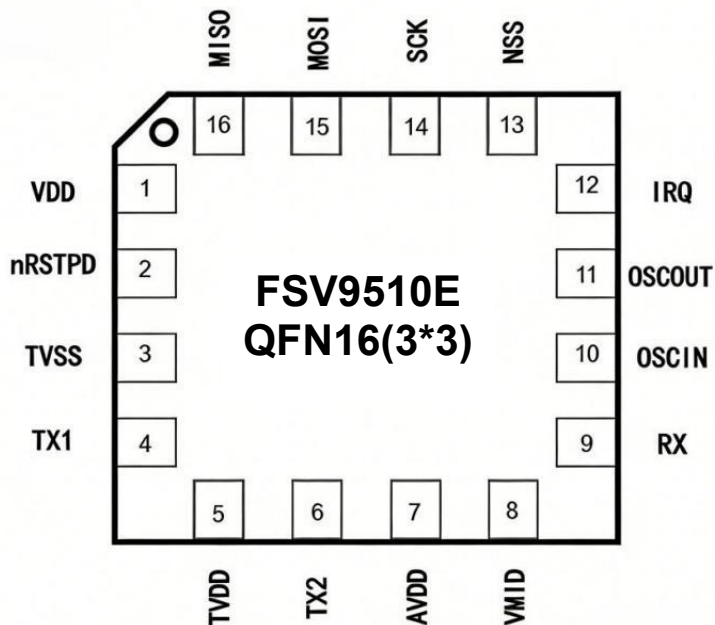 MISO
MOSI
SCK
NSS
16
15
14
13
VDD
1
12
IRQ
nRSTPD
2
11
OSCOUT
FSV9510E
QFN16(3*3)
TVSS
3
10
OSCIN
TX1
4
9
RX
5
6
7
8
TVDD
TX2
AVDD
VMID